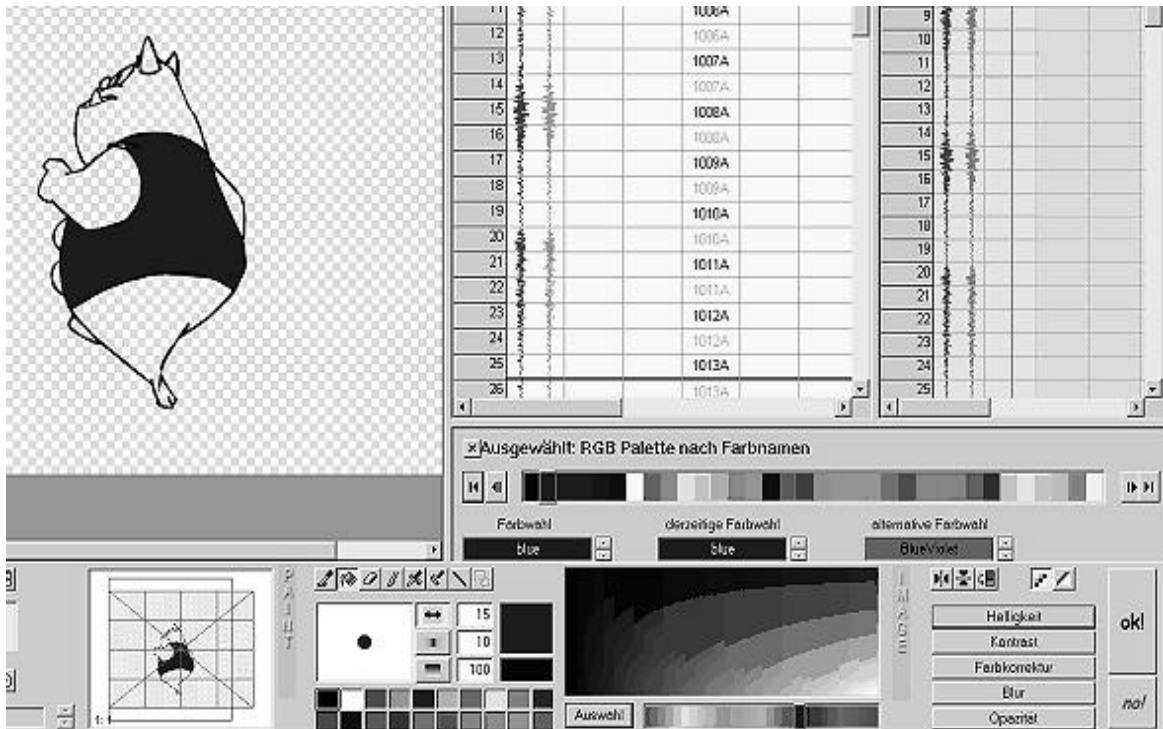 11 1006A
12 1006A
13 1007A
14 1007A
15 1008A
16 1008A
17 1009A
18 1009A
19 1010A
20 1010A
21 1011A
22 1011A
23 1012A
24 1012A
25 1013A
26 1013A
9
10
11
12
13
14
15
16
17
18
19
20
21
22
23
24
25
Ausgewählt: RGB Palette nach Farbnamen
Farbwahl derzeitige Farbwahl alternative Farbwahl
blue blue BlueViolet
PAINT
1: 1
15
10
100
Auswahl
IMAGE
Helligkeit
Kontrast
Farbkorrektur
Blur
Opazität
ok!
no!